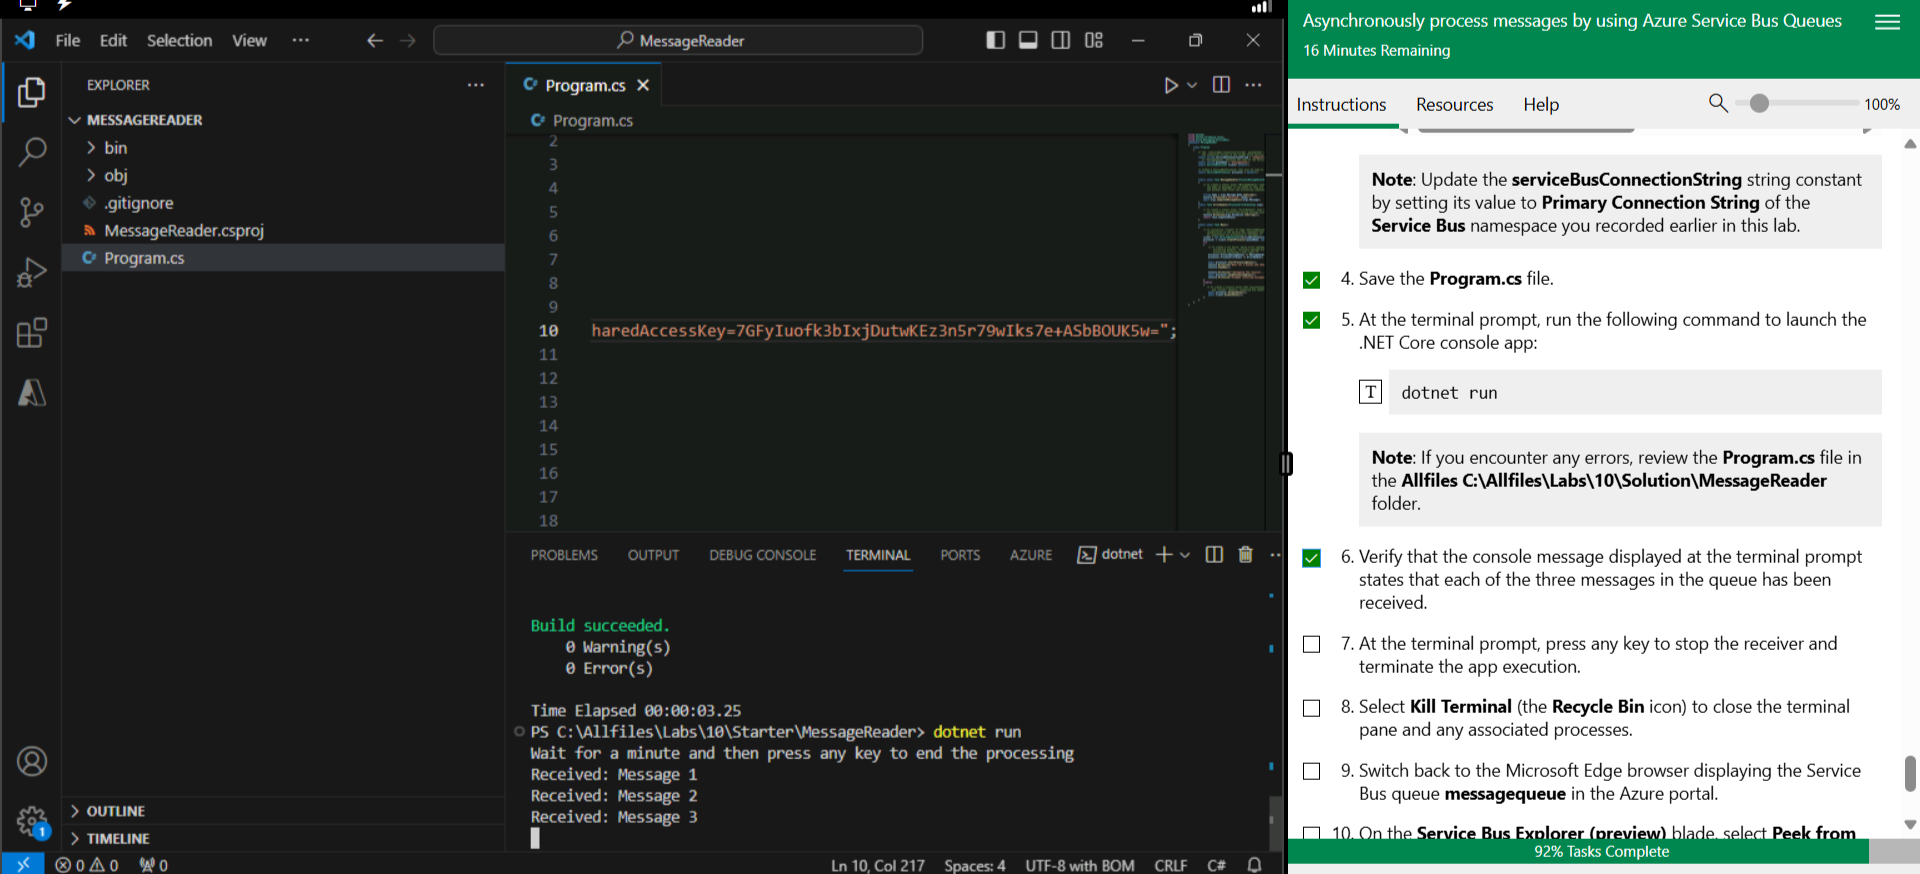 File Edit Selection View ··· MessageReader
EXPLORER ···
MESSAGEREADER
bin
obj
.gitignore
MessageReader.csproj
Program.cs
OUTLINE
TIMELINE
Program.cs
Program.cs
2
3
4
5
6
7
8
9
10 haredAccessKey=7GFyIuofk3bIxjDutwKEz3n5r79wIks7e+ASbBOUK5w=";
11
12
13
14
15
16
17
18
PROBLEMS OUTPUT DEBUG CONSOLE TERMINAL PORTS AZURE dotnet
Build succeeded.
0 Warning(s)
0 Error(s)
Time Elapsed 00:00:03.25
PS C:\Allfiles\Labs\10\Starter\MessageReader> dotnet run
Wait for a minute and then press any key to end the processing
Received: Message 1
Received: Message 2
Received: Message 3
1
0 0 0 Ln 10, Col 217 Spaces: 4 UTF-8 with BOM CRLF C#
Asynchronously process messages by using Azure Service Bus Queues
16 Minutes Remaining
Instructions Resources Help 100%
Note: Update the serviceBusConnectionString string constant
by setting its value to Primary Connection String of the
Service Bus namespace you recorded earlier in this lab.
4. Save the Program.cs file.
5. At the terminal prompt, run the following command to launch the
.NET Core console app:
T dotnet run
Note: If you encounter any errors, review the Program.cs file in
the Allfiles C:\Allfiles\Labs\10\Solution\MessageReader
folder.
6. Verify that the console message displayed at the terminal prompt
states that each of the three messages in the queue has been
received.
7. At the terminal prompt, press any key to stop the receiver and
terminate the app execution.
8. Select Kill Terminal (the Recycle Bin icon) to close the terminal
pane and any associated processes.
9. Switch back to the Microsoft Edge browser displaying the Service
Bus queue messagequeue in the Azure portal.
10. On the Service Bus Explorer (preview) blade, select Peek from
92% Tasks Complete